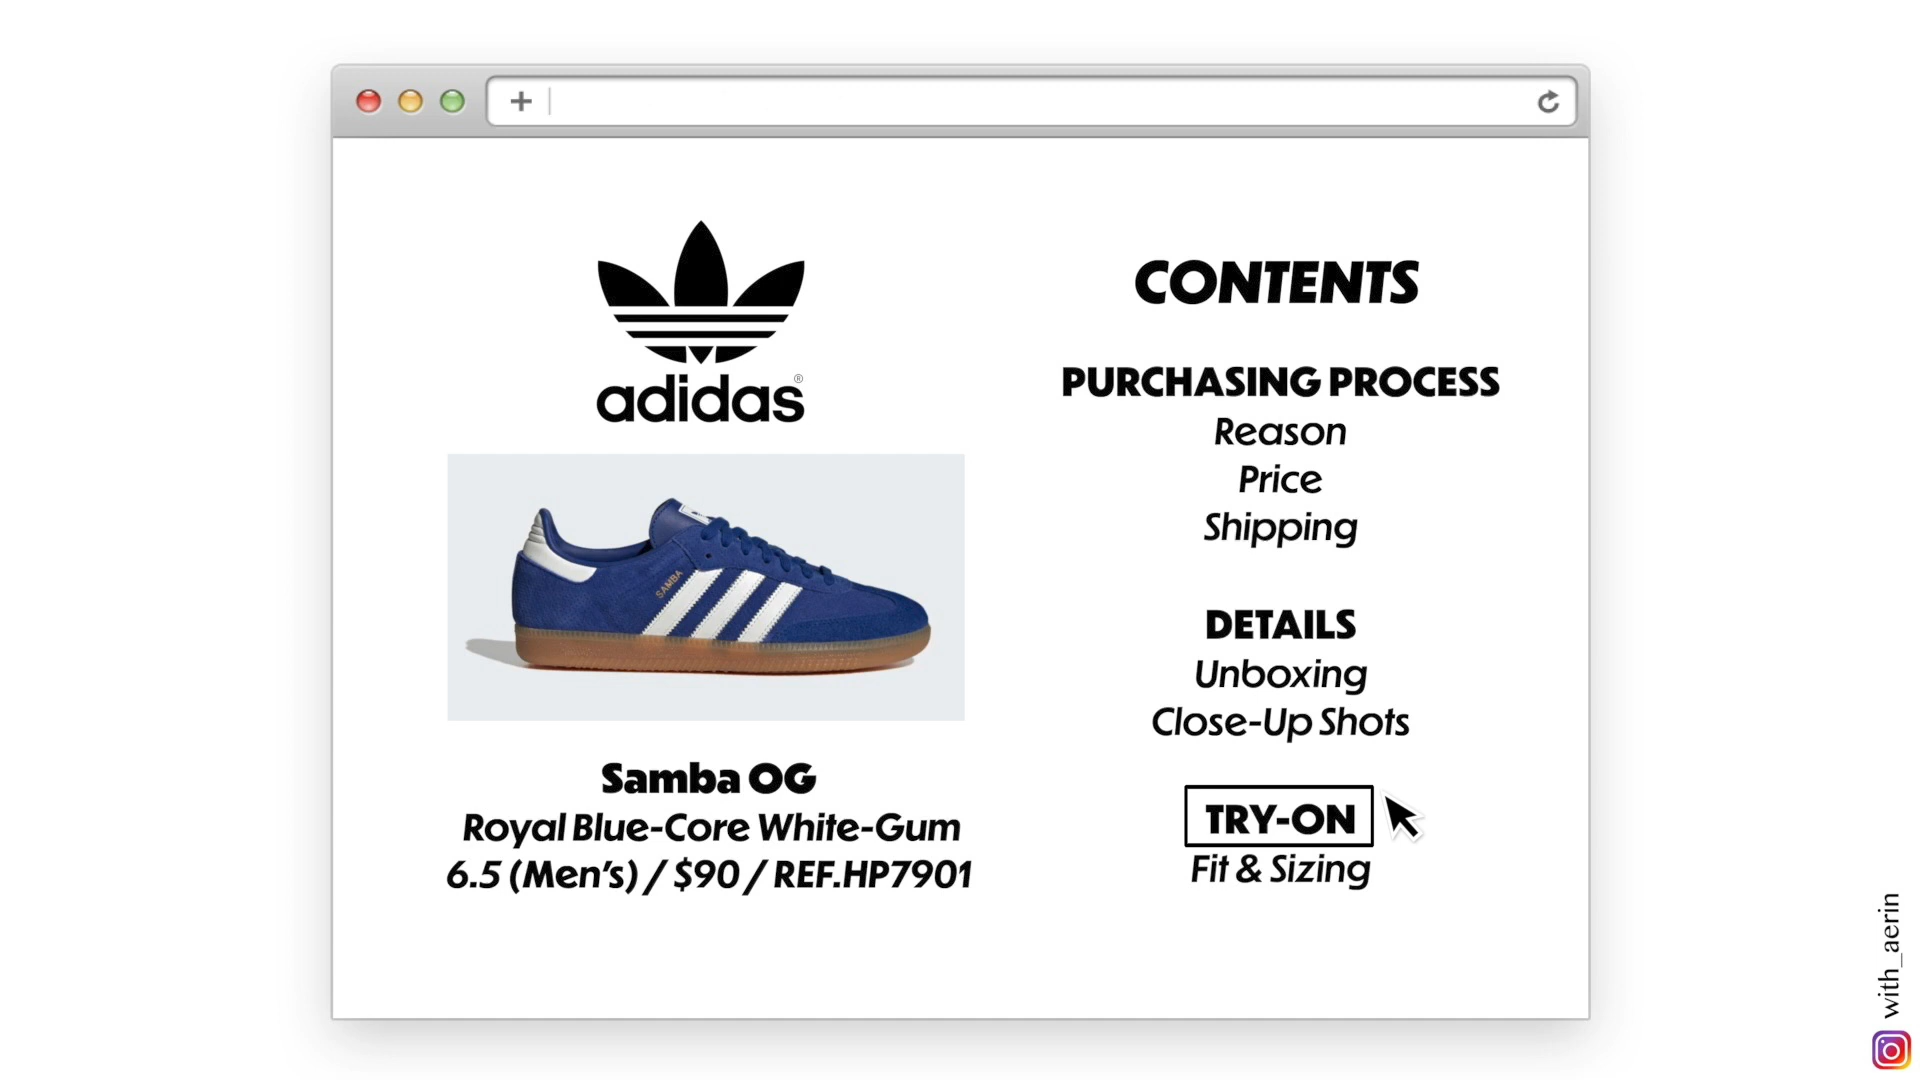 adidas®
SAMBA
Samba OG
Royal Blue-Core White-Gum
6.5 (Men's) / $90 / REF.HP7901
CONTENTS
PURCHASING PROCESS
Reason
Price
Shipping
DETAILS
Unboxing
Close-Up Shots
TRY-ON
Fit & Sizing
with_aerin